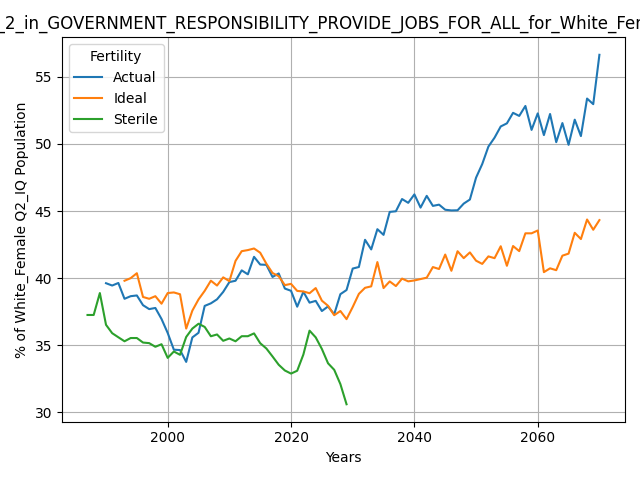 _2_in_GOVERNMENT_RESPONSIBILITY_PROVIDE_JOBS_FOR_ALL_for_White_Fer
Fertility
Actual
Ideal
Sterile
% of White_Female Q2_IQ Population
55
50
45
40
35
30
2000
2020
2040
2060
Years